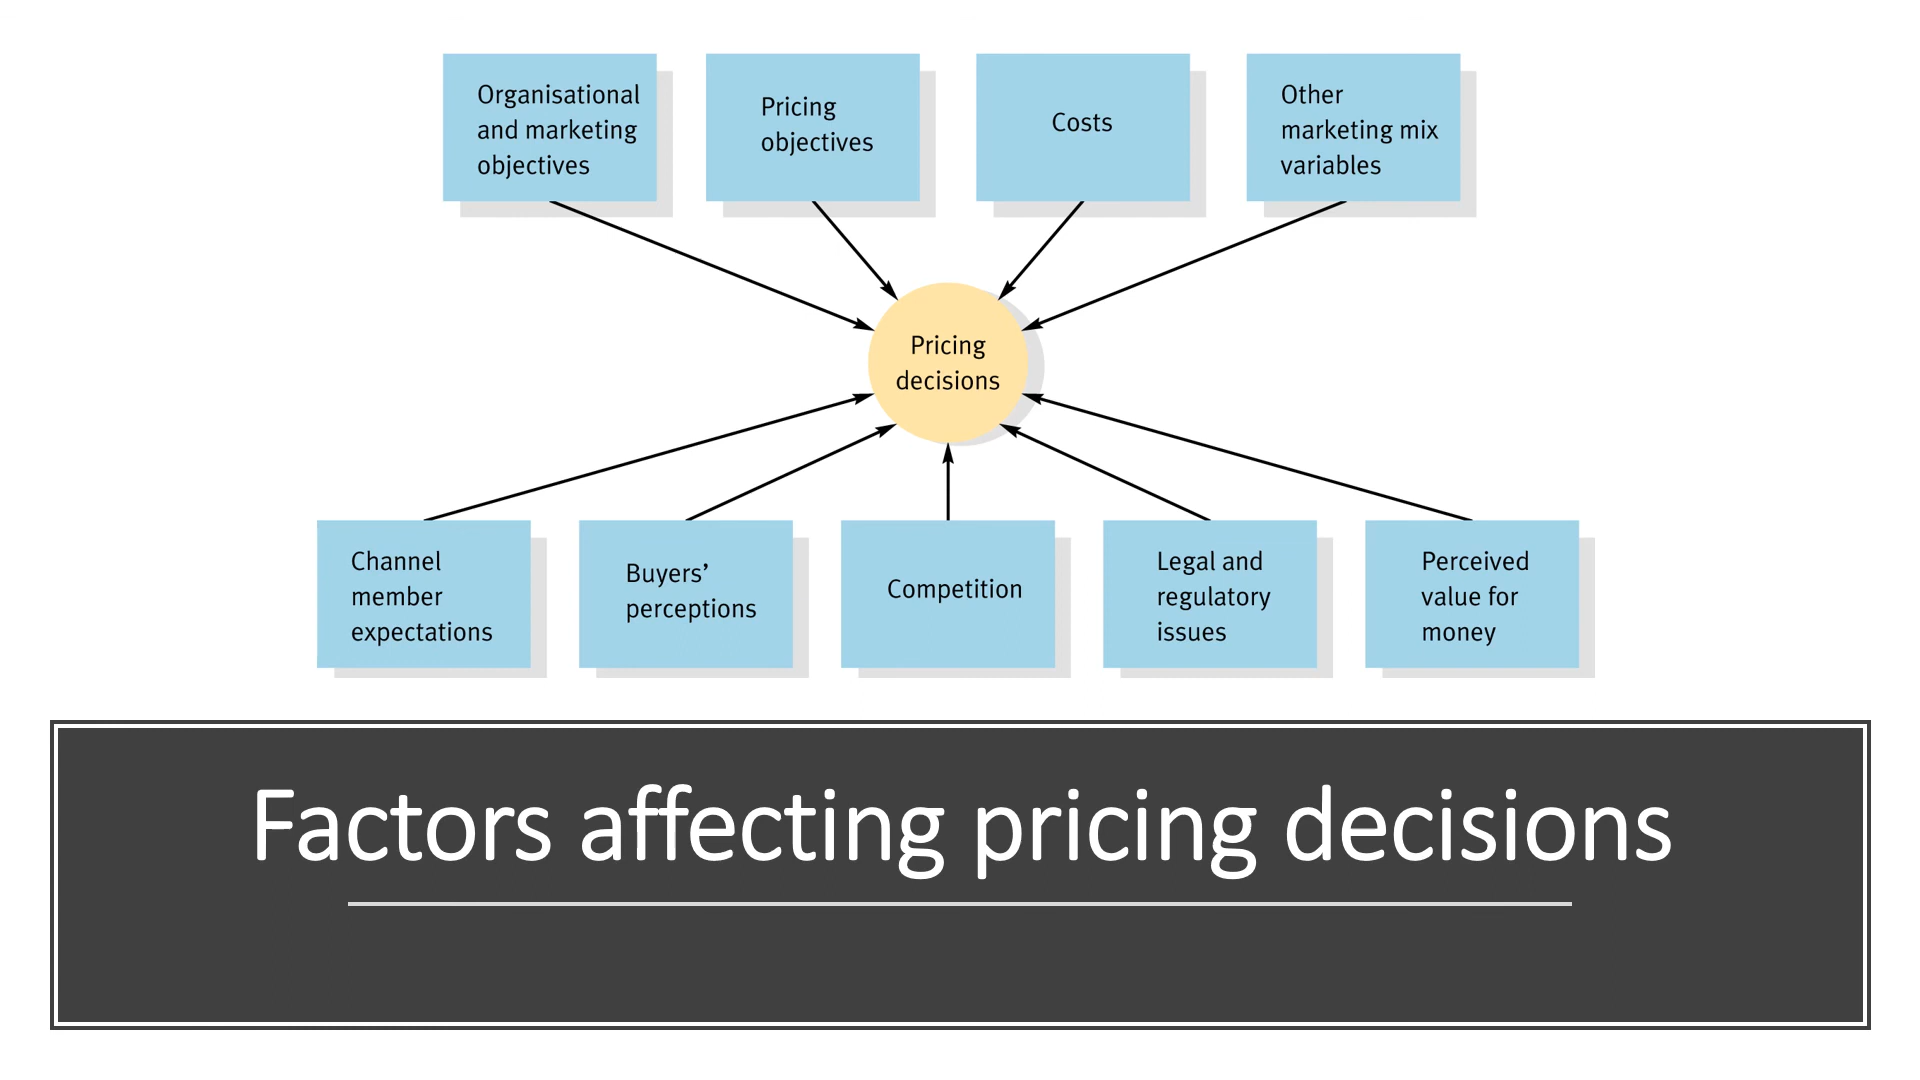 Organisational
and marketing
objectives
Pricing
objectives
Costs
Other
marketing mix
variables
Pricing
decisions
Channel
member
expectations
Buyers’
perceptions
Competition
Legal and
regulatory
issues
Perceived
value for
money
Factors affecting pricing decisions